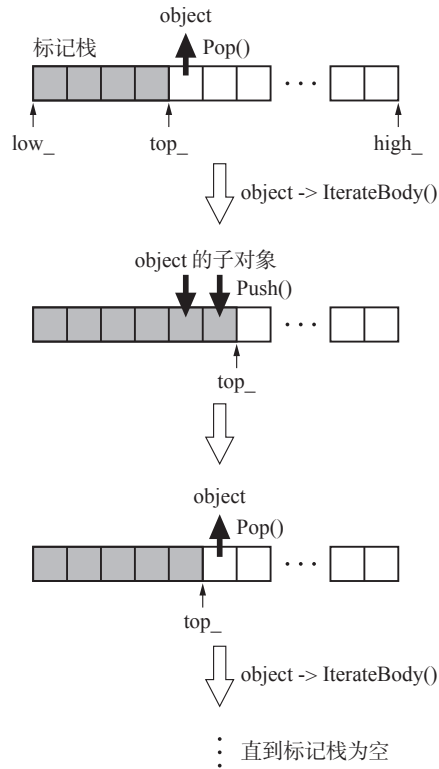 object
标记栈
Pop()
···
low_
top_
high_
object -> IterateBody()
object 的子对象
Push()
···
top_
object
Pop()
···
top_
object -> IterateBody()
直到标记栈为空